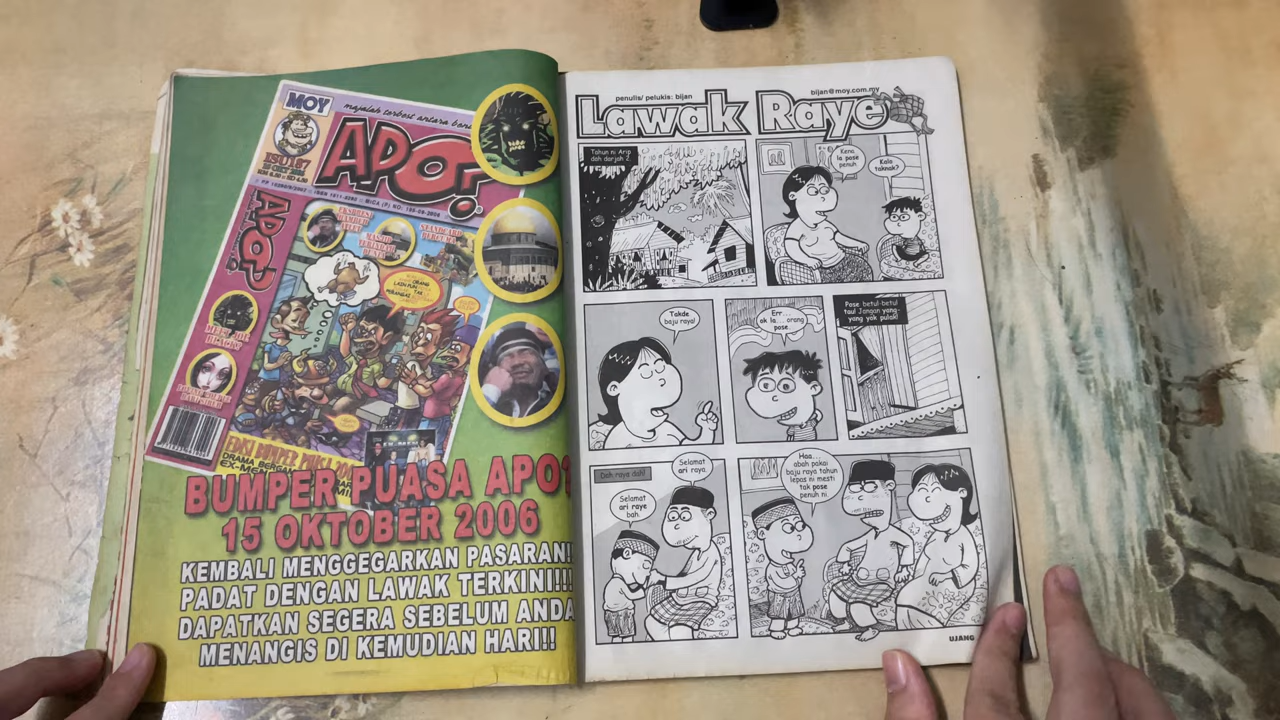 MOY
majalah terbaik antara
APO?
APO?
BUMPER PUASA APO?
15 OKTOBER 2006
KEMBALI MENGGEGARKAN PASARAN!
PADAT DENGAN LAWAK TERKINI!!!
DAPATKAN SEGERA SEBELUM ANDA
MENANGIS DI KEMUDIAN HARI!!
penulis/ pelukis: bijan
bijan@moy.com.my
Lawak Raye
Tahun ni Arip
dah darjah 2.
Kena
la pose
penuh.
Kalo
taknak?
Takde
baju raya!
Err...
ok la... orang
pose.
Pose betul-betul
tau! Jangan yang-
yang yok pulak!
Dah raya dah!
Selamat
ari raya
Selamat
ari raye
bah.
Haa...
abah pakai
baju raya tahun
lepas ni mesti
tak pose
penuh ni.
UJANG